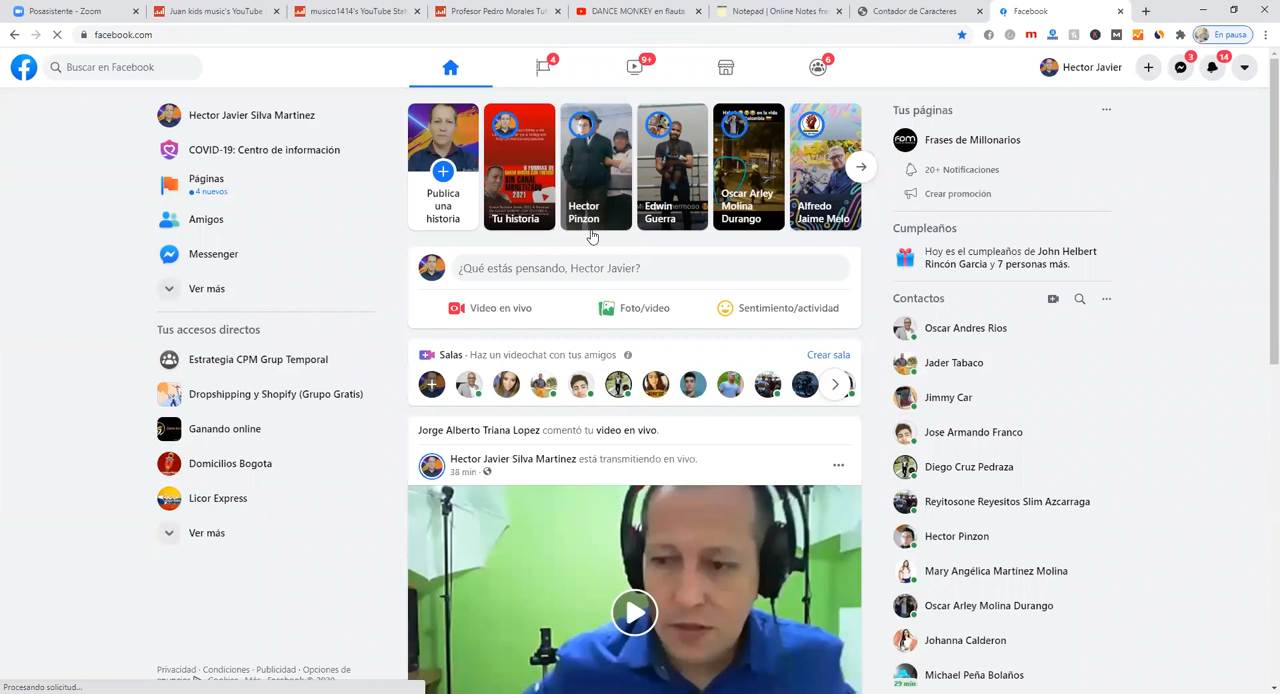 Posasistente - Zoom
Juan kids music's YouTube
musico1414's YouTube Stat
Profesor Pedro Morales Tut
DANCE MONKEY en flauta
Notepad | Online Notes fre
Contador de Caracteres
Facebook
facebook.com
En pausa
Buscar en Facebook
4
9+
6
Hector Javier
3
14
Hector Javier Silva Martinez
COVID-19: Centro de información
Páginas
4 nuevos
Amigos
Messenger
Ver más
Tus accesos directos
Estrategia CPM Grup Temporal
Dropshipping y Shopify (Grupo Gratis)
Ganando online
Domicilios Bogota
Licor Express
Ver más
Privacidad · Condiciones · Publicidad · Opciones de
Procesando solicitud...
Publica
una
historia
Tu historia
Hector
Pinzon
Edwin
Guerra
Oscar Arley
Molina
Durango
Alfredo
Jaime Melo
¿Qué estás pensando, Hector Javier?
Video en vivo
Foto/video
Sentimiento/actividad
Salas · Haz un videochat con tus amigos
Crear sala
Jorge Alberto Triana Lopez comentó tu video en vivo.
Hector Javier Silva Martinez está transmitiendo en vivo.
38 min ·
Tus páginas
Frases de Millonarios
20+ Notificaciones
Crear promoción
Cumpleaños
Hoy es el cumpleaños de John Helbert
Rincón Garcia y 7 personas más.
Contactos
Oscar Andres Rios
Jader Tabaco
Jimmy Car
Jose Armando Franco
Diego Cruz Pedraza
Reyitosone Reyesitos Slim Azcarraga
Hector Pinzon
Mary Angélica Martínez Molina
Oscar Arley Molina Durango
Johanna Calderon
Michael Peña Bolaños
29 min